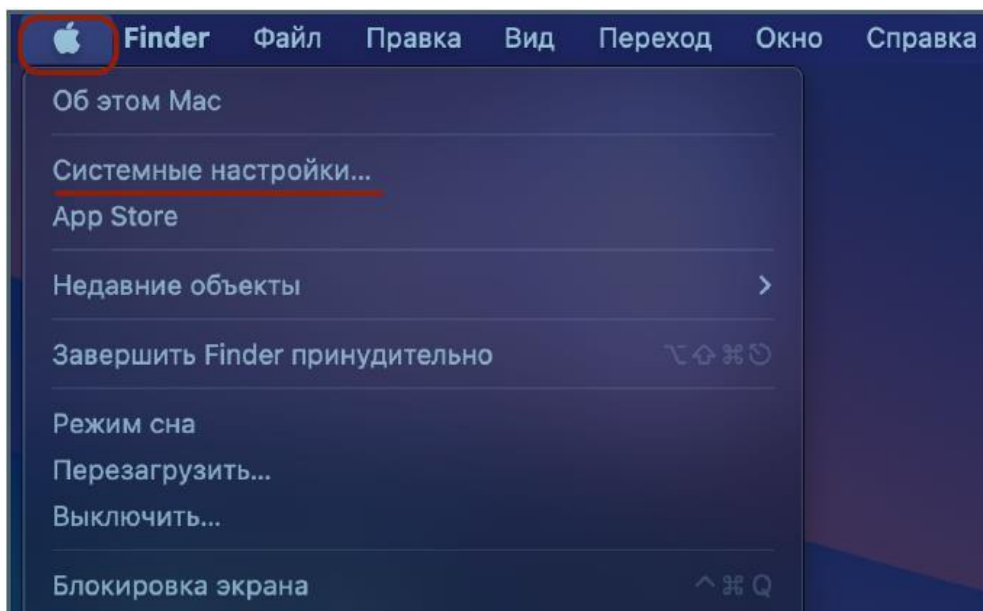 Finder Файл Правка Вид Переход Окно Справка
Об этом Mac
Системные настройки...
App Store
Недавние объекты
Завершить Finder принудительно ⌥⇧⌘⎋
Режим сна
Перезагрузить...
Выключить...
Блокировка экрана ^⌘Q